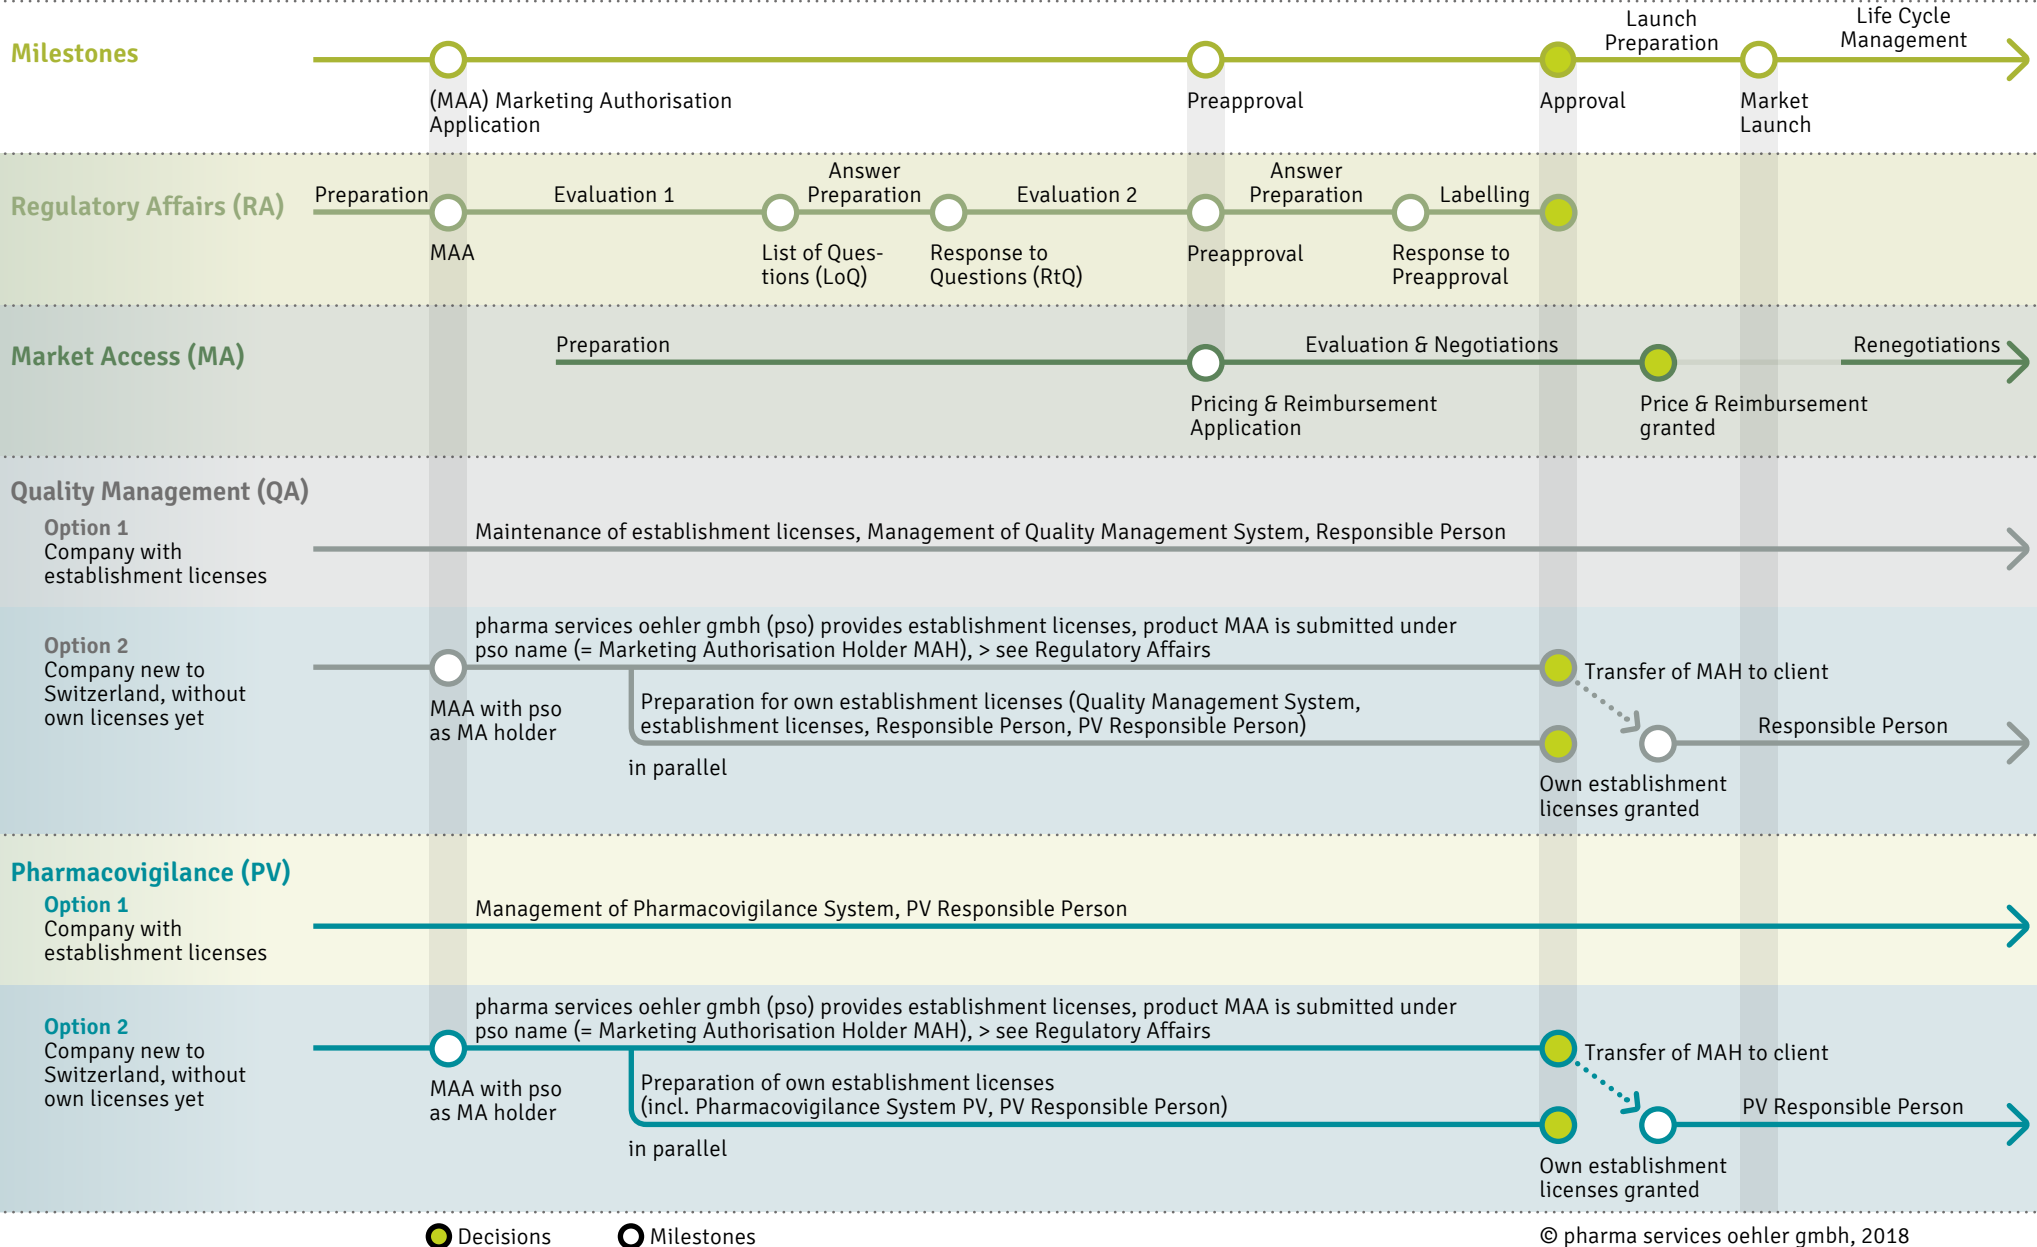 Milestones
Launch
Preparation
Life Cycle
Management
(MAA) Marketing Authorisation
Application
Preapproval
Approval
Market
Launch
Regulatory Affairs (RA)
Preparation
Evaluation 1
Answer
Preparation
Evaluation 2
Answer
Preparation
Labelling
MAA
List of Ques-
tions (LoQ)
Response to
Questions (RtQ)
Preapproval
Response to
Preapproval
Market Access (MA)
Preparation
Evaluation & Negotiations
Renegotiations
Pricing & Reimbursement
Application
Price & Reimbursement
granted
Quality Management (QA)
Option 1
Company with
establishment licenses
Maintenance of establishment licenses, Management of Quality Management System, Responsible Person
Option 2
Company new to
Switzerland, without
own licenses yet
pharma services oehler gmbh (pso) provides establishment licenses, product MAA is submitted under
pso name (= Marketing Authorisation Holder MAH), > see Regulatory Affairs
MAA with pso
as MA holder
Preparation for own establishment licenses (Quality Management System,
establishment licenses, Responsible Person, PV Responsible Person)
in parallel
Transfer of MAH to client
Responsible Person
Own establishment
licenses granted
Pharmacovigilance (PV)
Option 1
Company with
establishment licenses
Management of Pharmacovigilance System, PV Responsible Person
Option 2
Company new to
Switzerland, without
own licenses yet
pharma services oehler gmbh (pso) provides establishment licenses, product MAA is submitted under
pso name (= Marketing Authorisation Holder MAH), > see Regulatory Affairs
MAA with pso
as MA holder
Preparation of own establishment licenses
(incl. Pharmacovigilance System PV, PV Responsible Person)
in parallel
Transfer of MAH to client
PV Responsible Person
Own establishment
licenses granted
Decisions
Milestones
© pharma services oehler gmbh, 2018